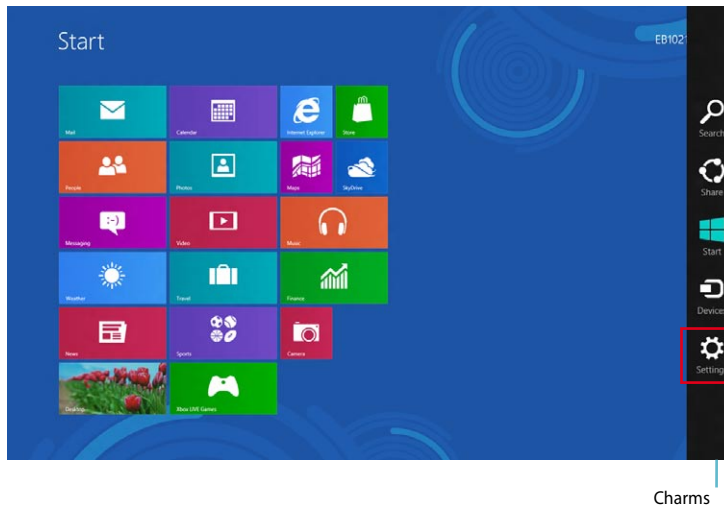 Start
EB102
Mail
Calendar
Internet Explorer
Store
People
Photos
Maps
SkyDrive
Messaging
Video
Music
Weather
Travel
Finance
News
Sports
Camera
Desktop
Xbox LIVE Games
Search
Share
Start
Device
Setting
Charms